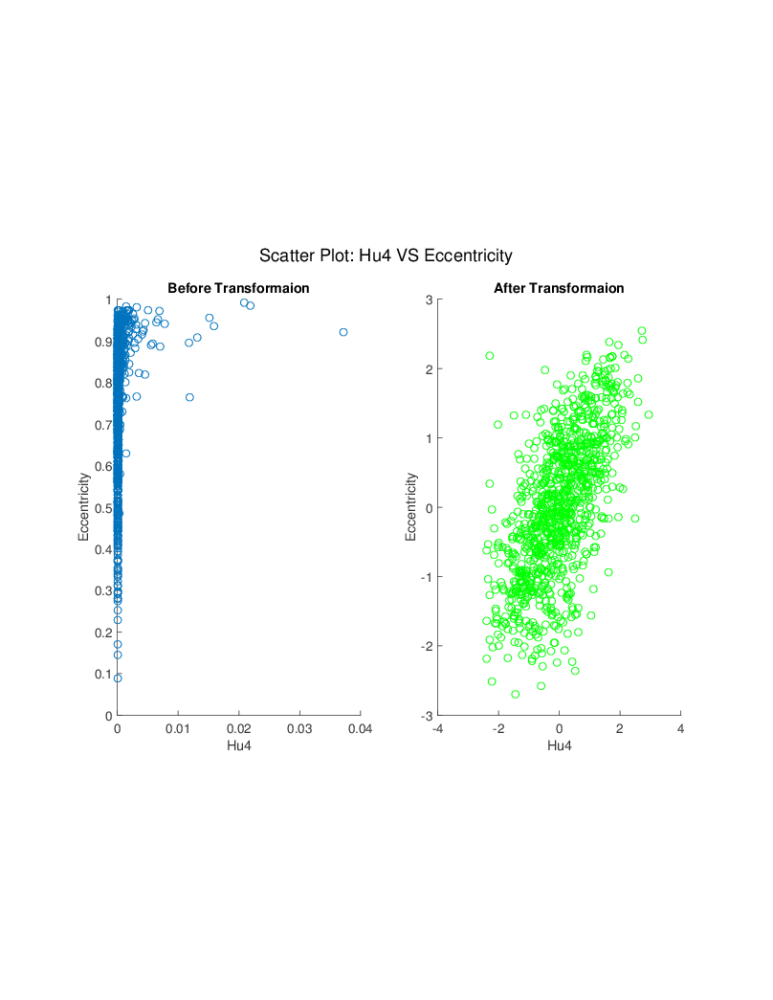 Scatter Plot: Hu4 VS Eccentricity
Before Transformaion
1
0.9
0.8
0.7
0.6
0.5
0.4
0.3
0.2
0.1
0
Eccentricity
0 0.01 0.02 0.03 0.04
Hu4
After Transformaion
3
2
1
0
-1
-2
-3
Eccentricity
-4 -2 0 2 4
Hu4